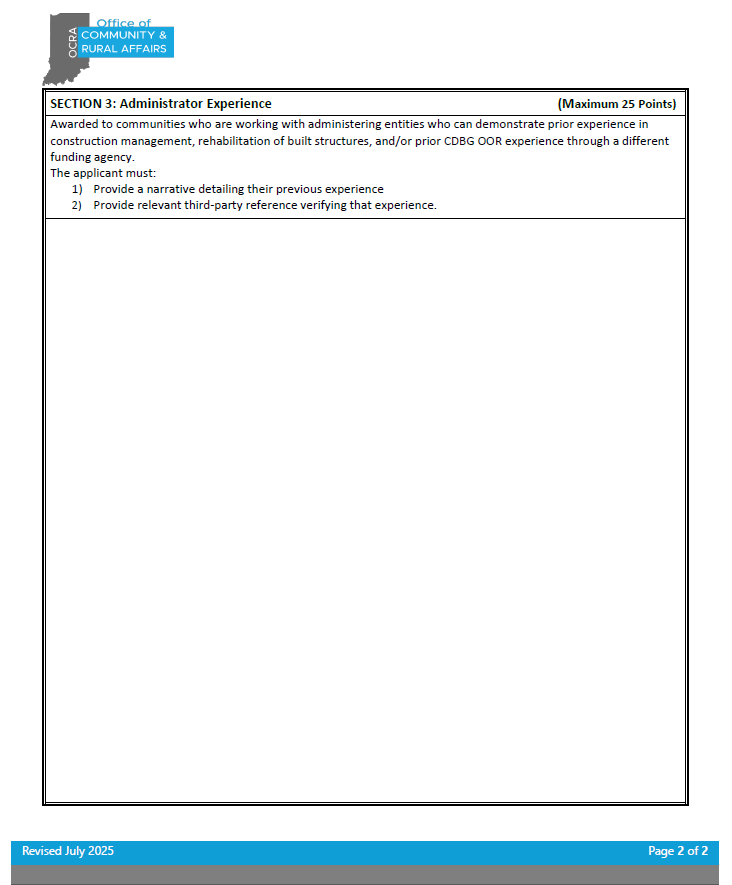 Office of
OCRA
COMMUNITY &
RURAL AFFAIRS
SECTION 3: Administrator Experience (Maximum 25 Points)
Awarded to communities who are working with administering entities who can demonstrate prior experience in
construction management, rehabilitation of built structures, and/or prior CDBG OOR experience through a different
funding agency.
The applicant must:
1) Provide a narrative detailing their previous experience
2) Provide relevant third-party reference verifying that experience.
Revised July 2025 Page 2 of 2